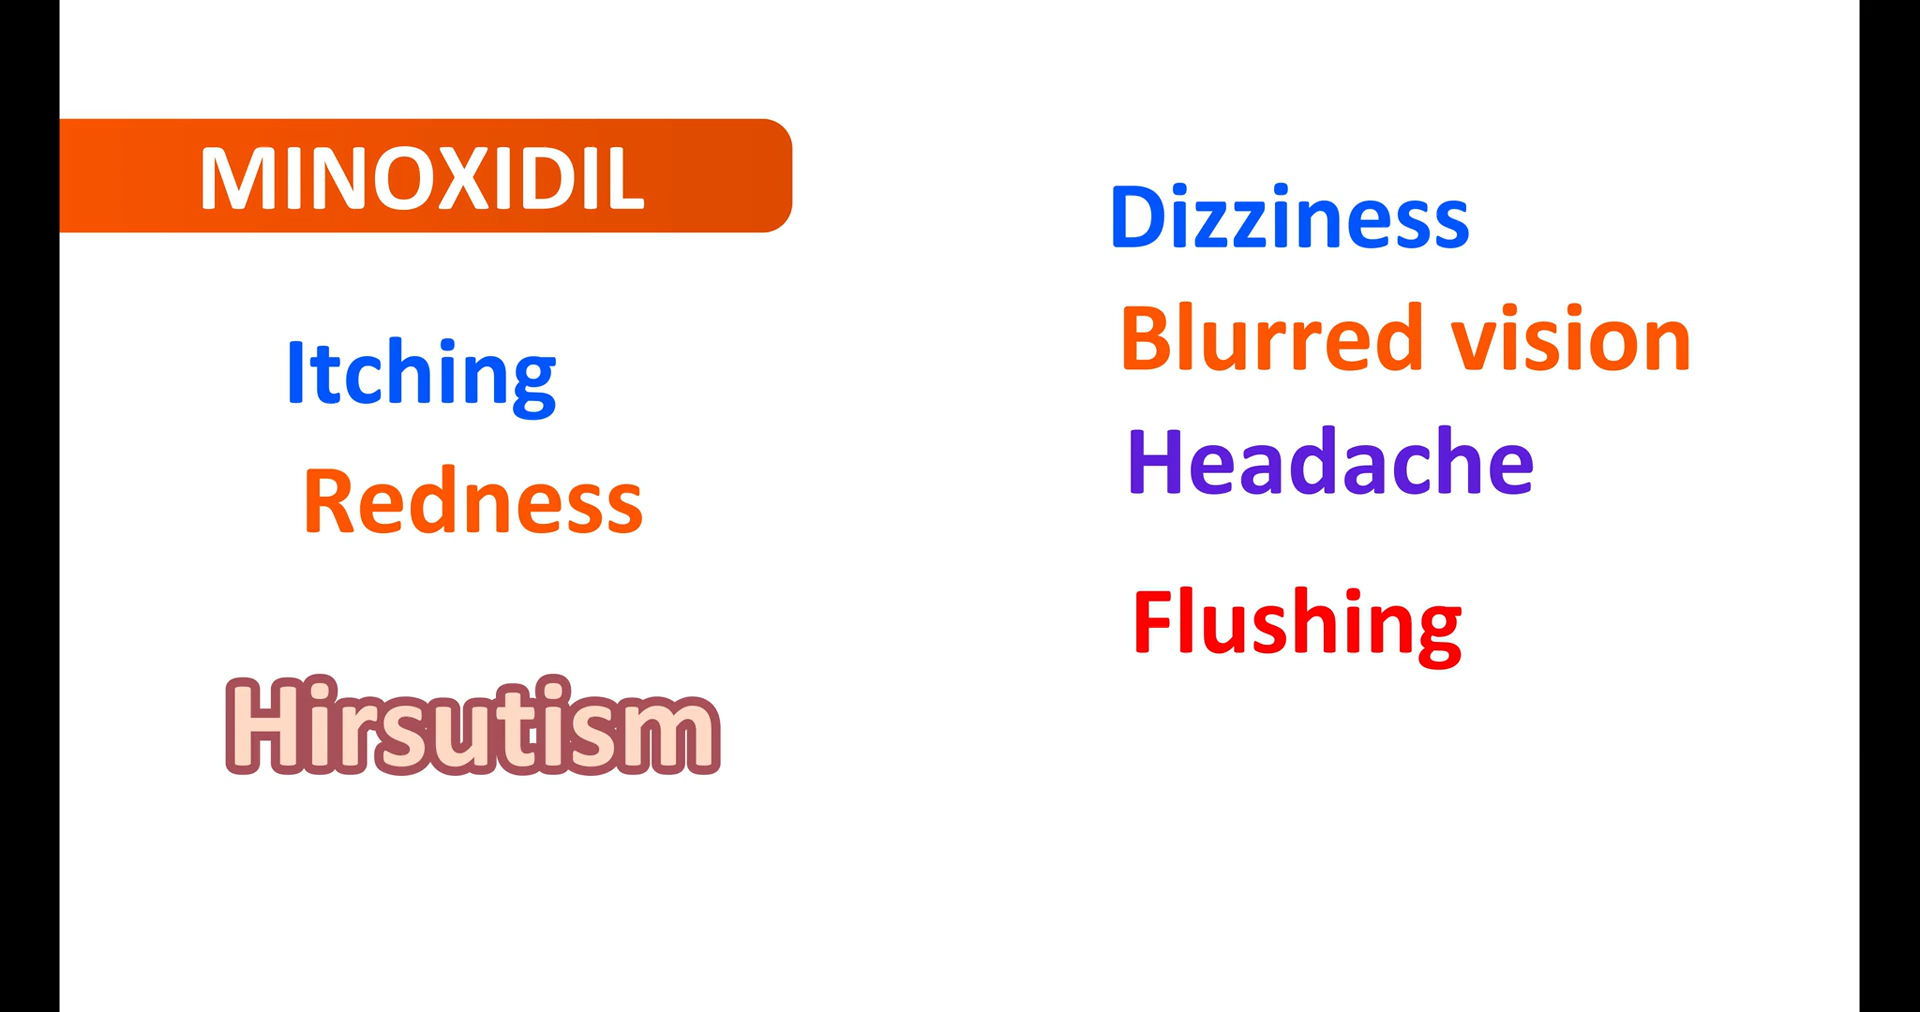 MINOXIDIL
Itching
Redness
Hirsutism
Dizziness
Blurred vision
Headache
Flushing